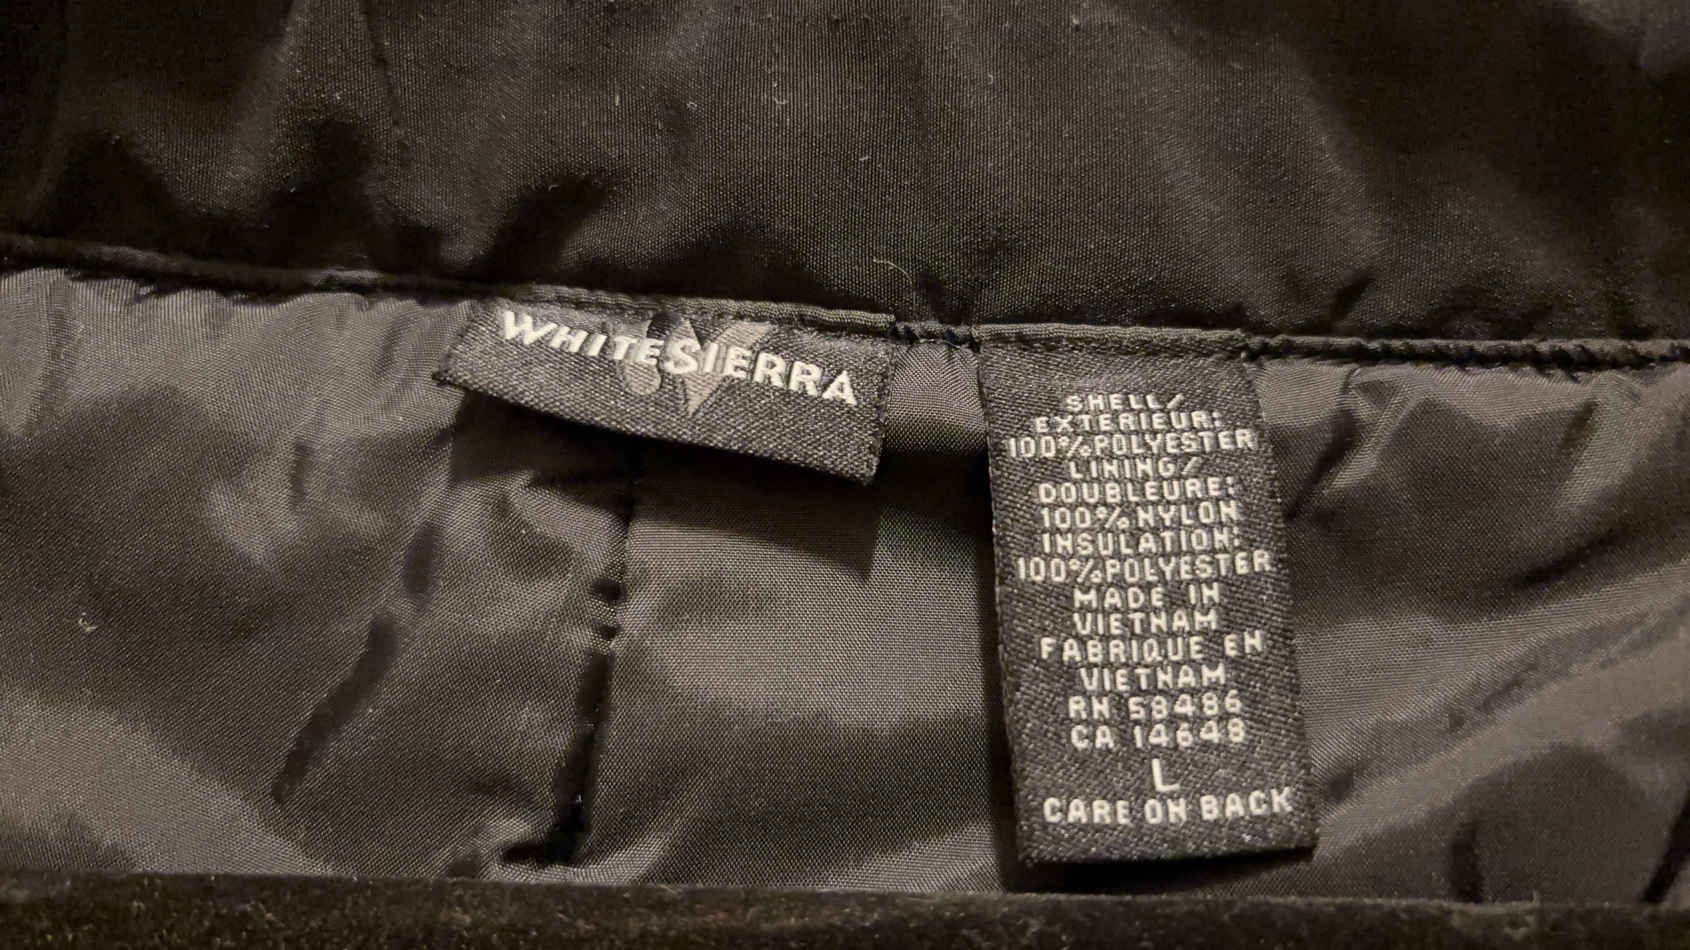 WHITESIERRA
SHELL/
EXTERIEUR:
100%POLYESTER
LINING/
DOUBLEURE:
100%NYLON
INSULATION:
100%POLYESTER
MADE IN
VIETNAM
FABRIQUE EN
VIETNAM
RN 58486
CA 14648
L
CARE ON BACK